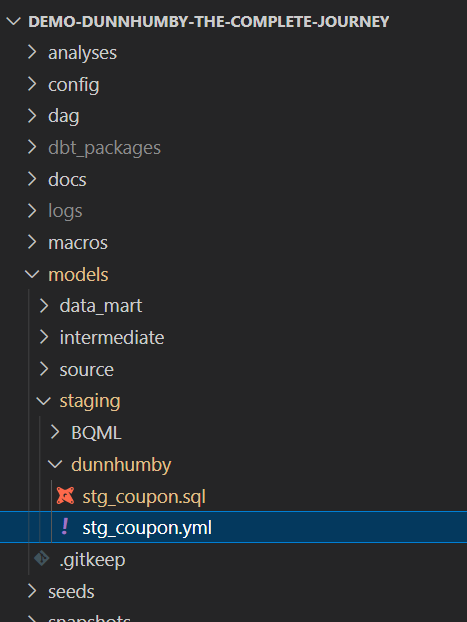 DEMO-DUNNHUMBY-THE-COMPLETE-JOURNEY
analyses
config
dag
dbt_packages
docs
logs
macros
models
data_mart
intermediate
source
staging
BQML
dunnhumby
stg_coupon.sql
! stg_coupon.yml
.gitkeep
seeds
snapshots